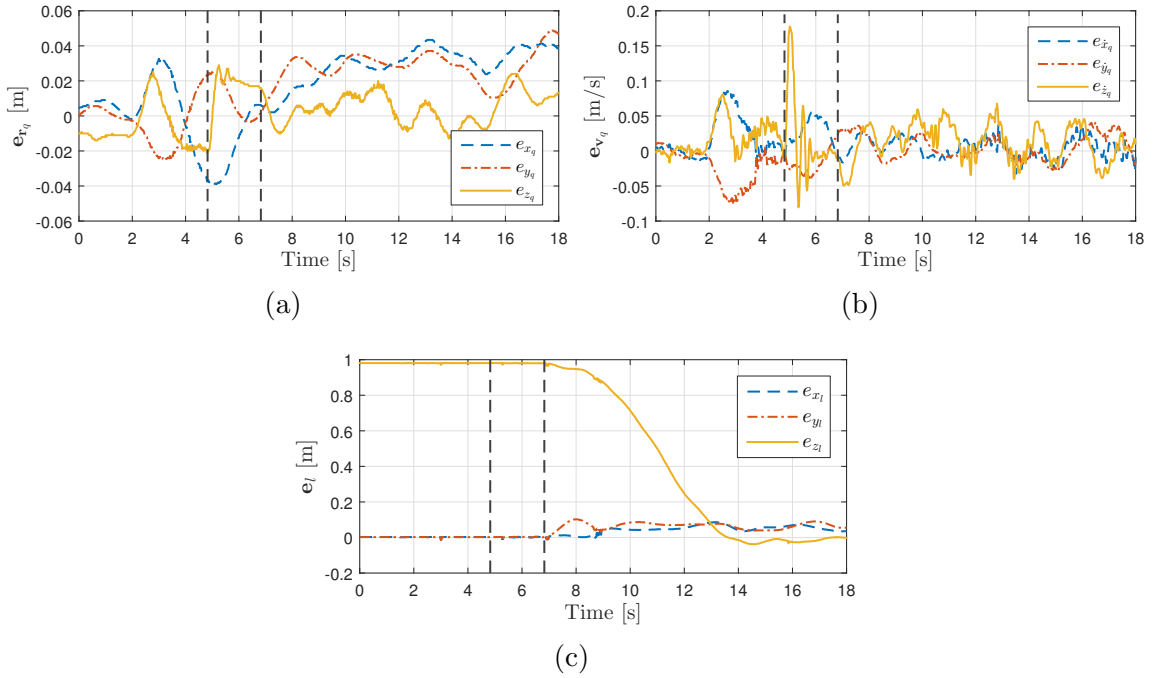 0.06
0.04
0.02
0
-0.02
-0.04
0.06
e_{r_q} [m]
0 2 4 6 8 10 12 14 16 18
Time [s]
e_{x_q}
e_{y_q}
e_{z_q}
(a)
0.2
0.15
0.1
0.05
0
-0.05
-0.1
e_{v_q} [m/s]
0 2 4 6 8 10 12 14 16 18
Time [s]
e_{ẋ_q}
e_{ẏ_q}
e_{ż_q}
(b)
1
0.8
0.6
0.4
0.2
0
-0.2
e_l [m]
0 2 4 6 8 10 12 14 16 18
Time [s]
e_{x_l}
e_{y_l}
e_{z_l}
(c)